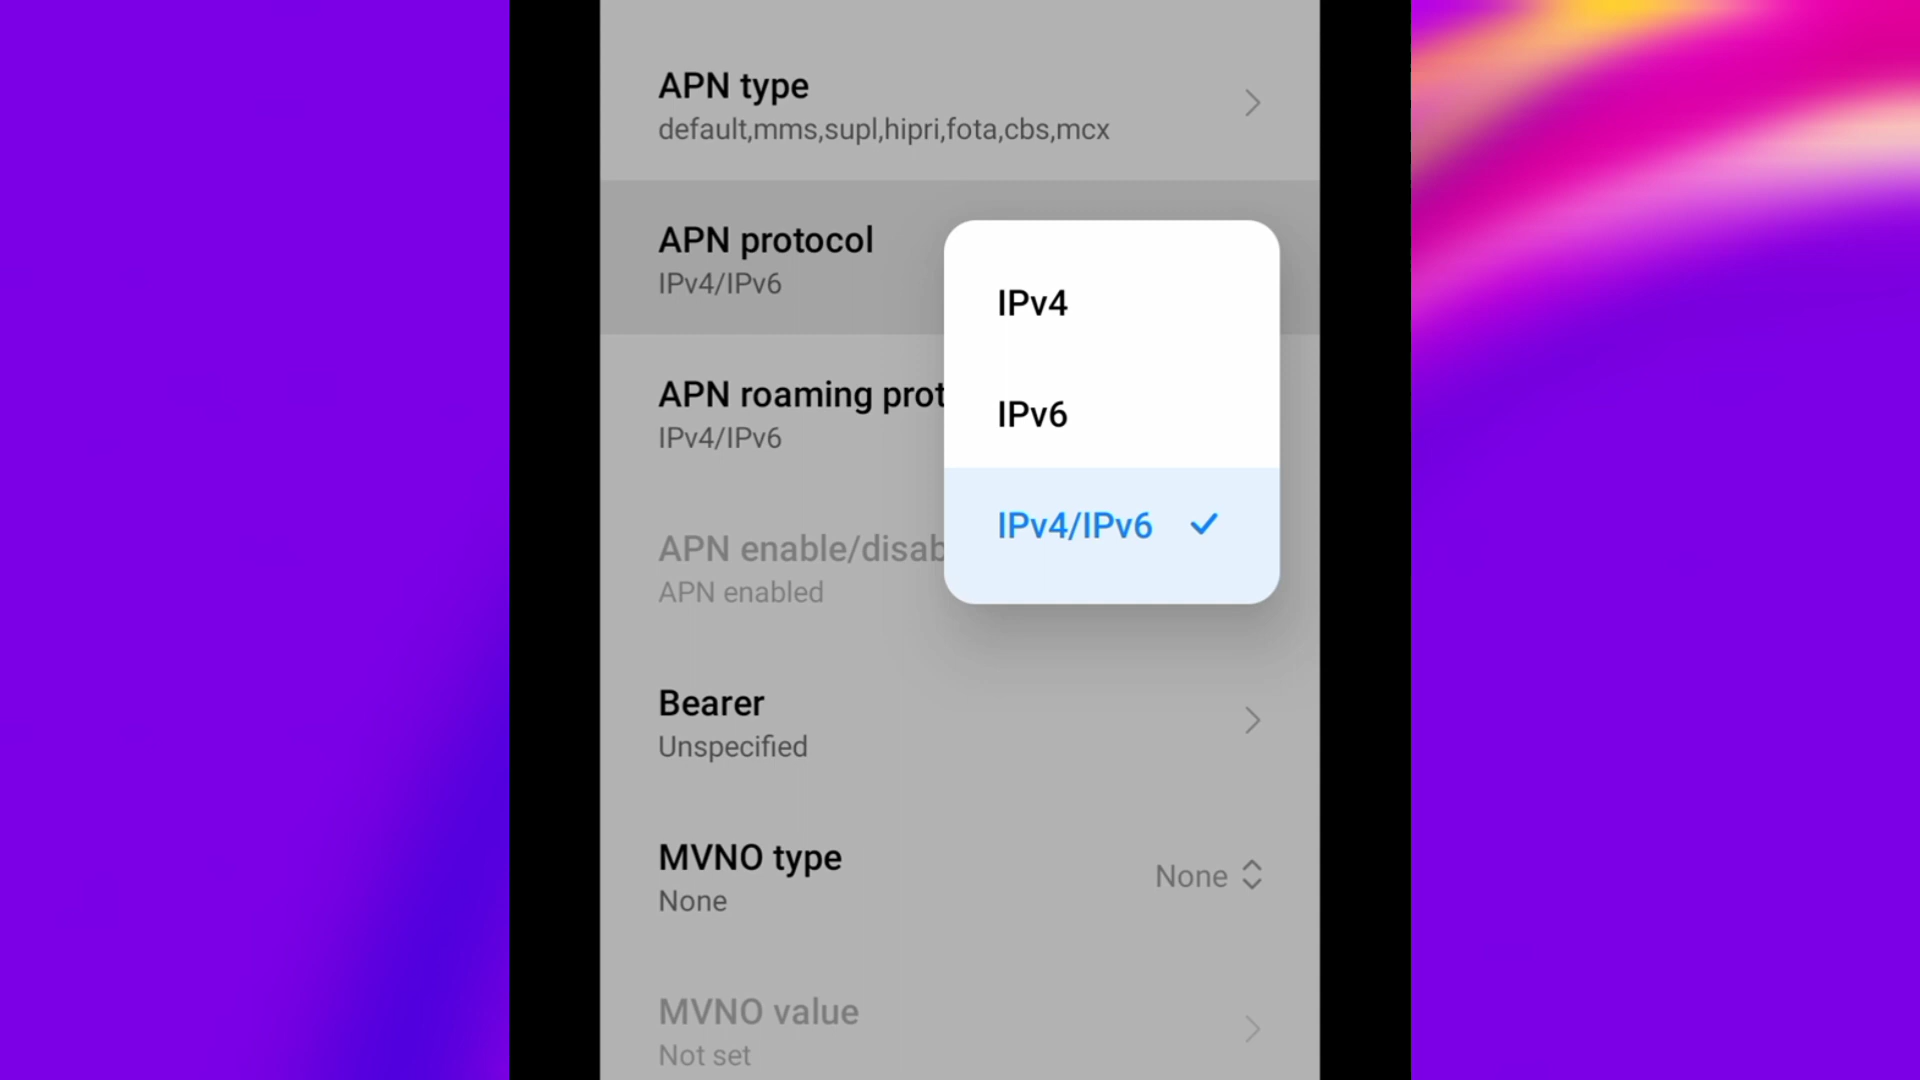 APN type
default,mms,supl,hipri,fota,cbs,mcx
APN protocol
IPv4/IPv6
IPv4
IPv6
IPv4/IPv6
APN roaming prot
IPv4/IPv6
APN enable/disab
APN enabled
Bearer
Unspecified
MVNO type
None
None
MVNO value
Not set